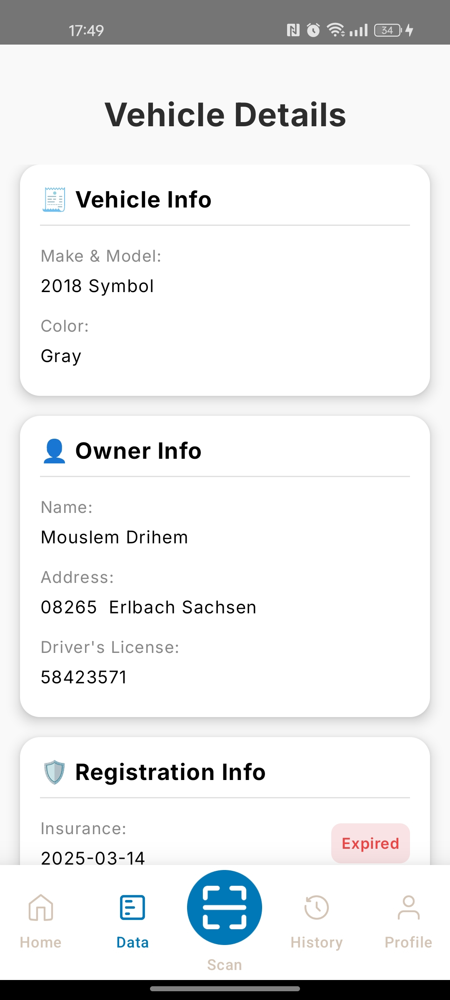 17:49
34
Vehicle Details
Vehicle Info
Make & Model:
2018 Symbol
Color:
Gray
Owner Info
Name:
Mouslem Drihem
Address:
08265  Erlbach Sachsen
Driver's License:
58423571
Registration Info
Insurance:
Expired
2025-03-14
Home
Data
Scan
History
Profile